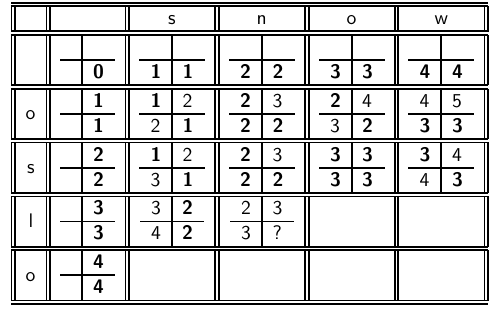 s n o w
0 1 1 2 2 3 3 4 4
o 1 1 2 2 3 2 4 4 5
1 2 1 2 2 3 2 3 3
s 2 1 2 2 3 3 3 3 4
2 3 1 2 2 3 3 4 3
l 3 3 2 2 3
3 4 2 3 ?
o 4
4